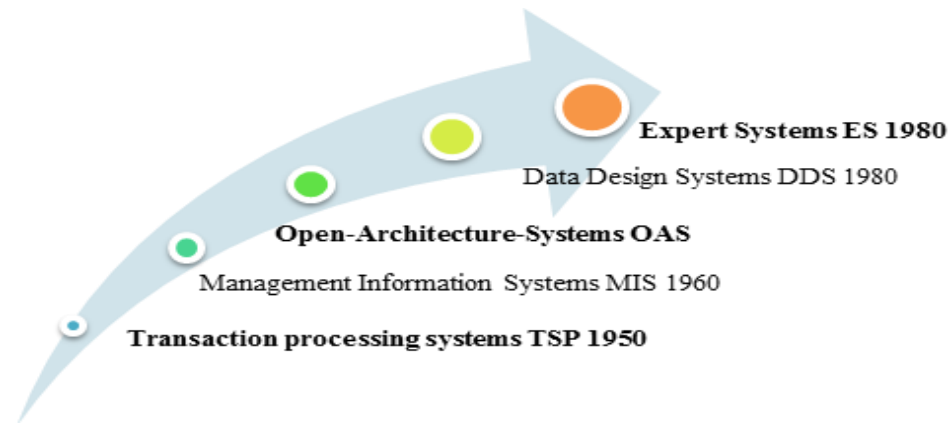 Expert Systems ES 1980
Data Design Systems DDS 1980
Open-Architecture-Systems OAS
Management Information Systems MIS 1960
Transaction processing systems TSP 1950